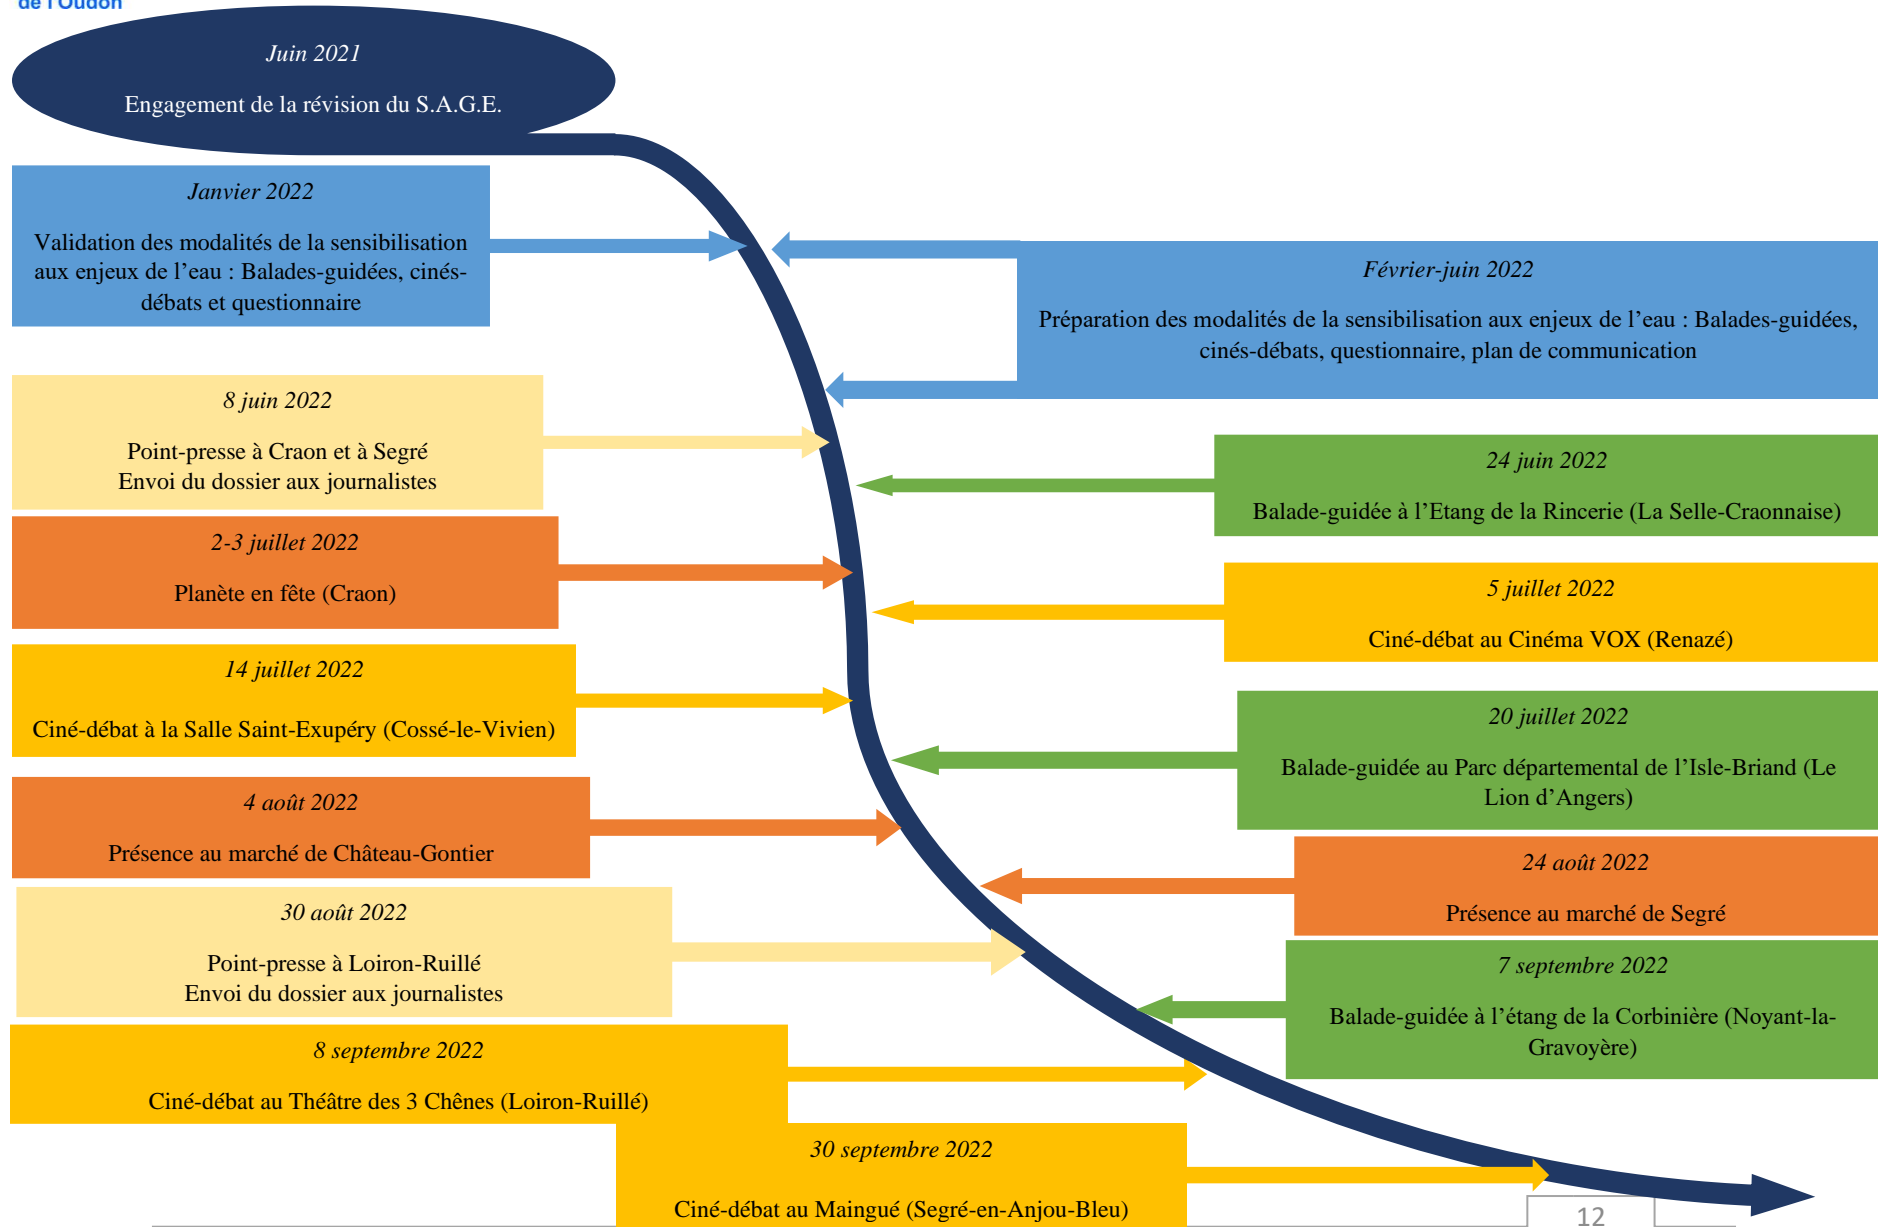 de l'Oudon
Juin 2021
Engagement de la révision du S.A.G.E.
Janvier 2022
Validation des modalités de la sensibilisation
aux enjeux de l’eau : Balades-guidées, cinés-
débats et questionnaire
Février-juin 2022
Préparation des modalités de la sensibilisation aux enjeux de l’eau : Balades-guidées,
cinés-débats, questionnaire, plan de communication
8 juin 2022
Point-presse à Craon et à Segré
Envoi du dossier aux journalistes
24 juin 2022
Balade-guidée à l’Etang de la Rincerie (La Selle-Craonnaise)
2-3 juillet 2022
Planète en fête (Craon)
5 juillet 2022
Ciné-débat au Cinéma VOX (Renazé)
14 juillet 2022
Ciné-débat à la Salle Saint-Exupéry (Cossé-le-Vivien)
20 juillet 2022
Balade-guidée au Parc départemental de l’Isle-Briand (Le
Lion d’Angers)
4 août 2022
Présence au marché de Château-Gontier
24 août 2022
Présence au marché de Segré
30 août 2022
Point-presse à Loiron-Ruillé
Envoi du dossier aux journalistes
7 septembre 2022
Balade-guidée à l’étang de la Corbinière (Noyant-la-
Gravoyère)
8 septembre 2022
Ciné-débat au Théâtre des 3 Chênes (Loiron-Ruillé)
30 septembre 2022
Ciné-débat au Maingué (Segré-en-Anjou-Bleu)
12